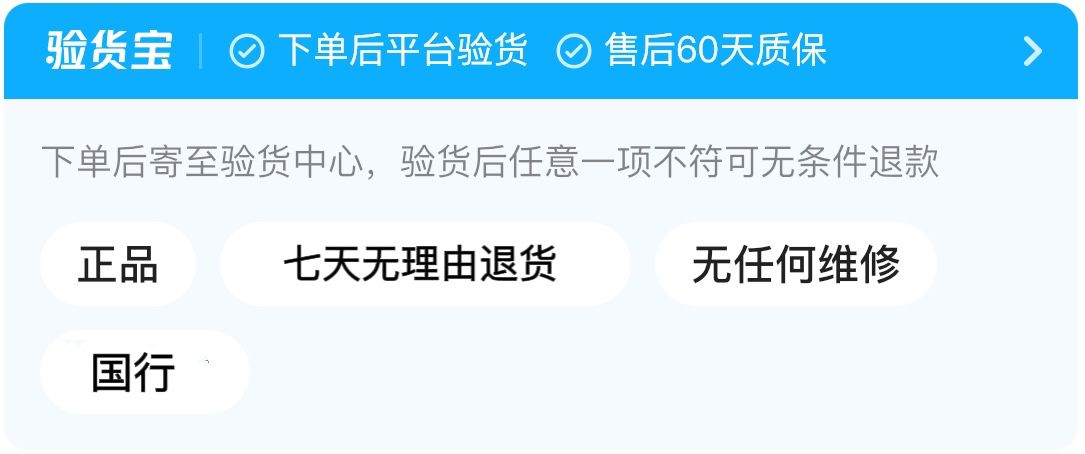 验货宝 下单后平台验货 售后60天质保
下单后寄至验货中心，验货后任意一项不符可无条件退款
正品 七天无理由退货 无任何维修
国行